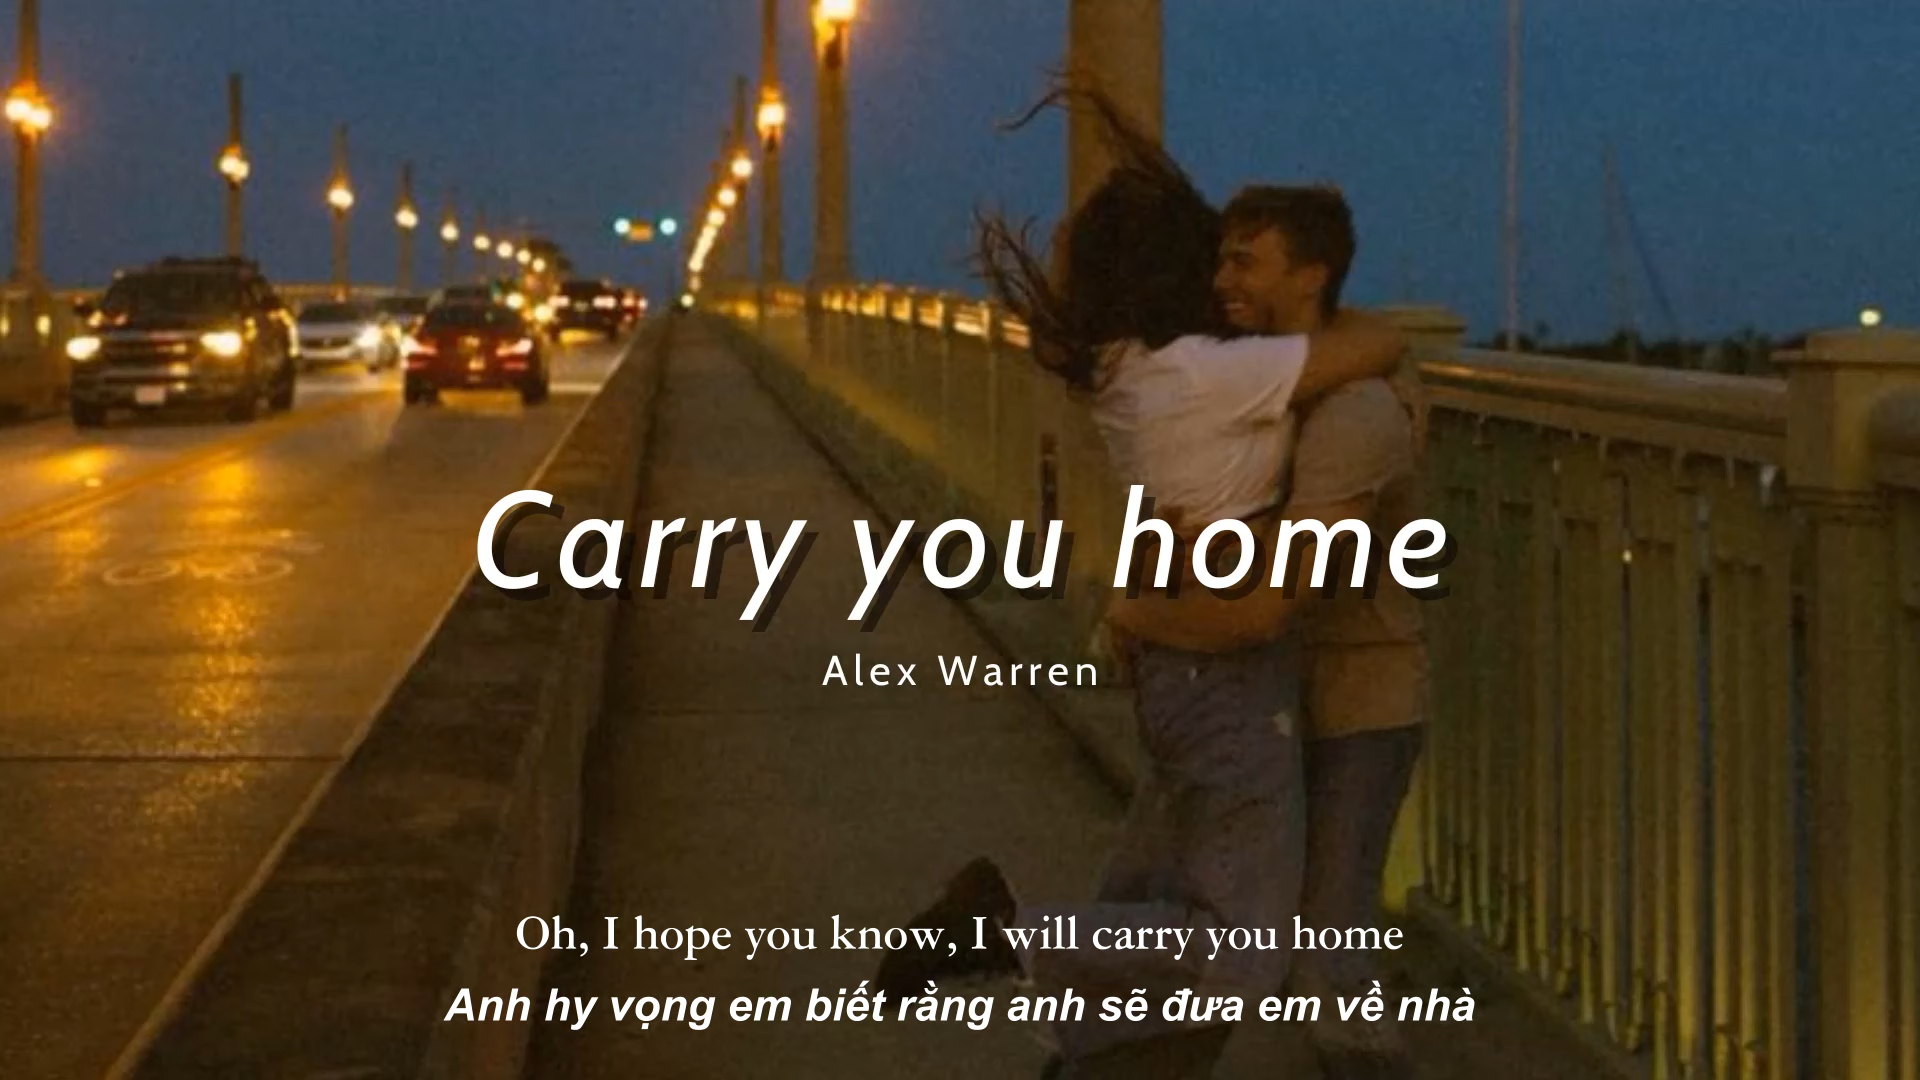 Carry you home
Alex Warren
Oh, I hope you know, I will carry you home
Anh hy vọng em biết rằng anh sẽ đưa em về nhà